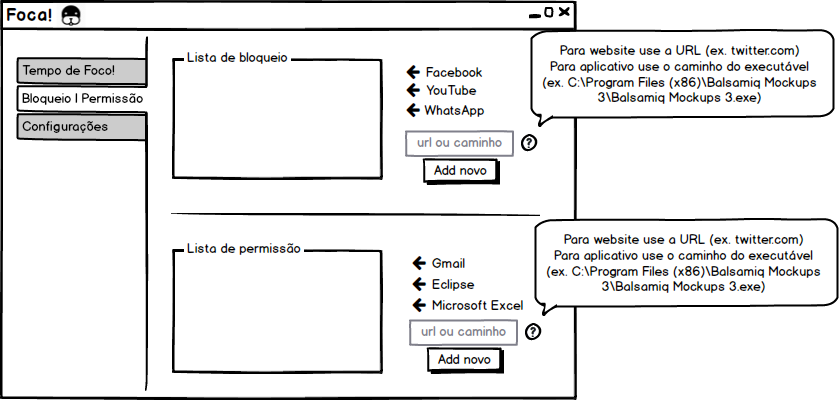 Foca!
Tempo de Foco!
Bloqueio | Permissão
Configurações
Lista de bloqueio
Facebook
YouTube
WhatsApp
url ou caminho
?
Add novo
Para website use a URL (ex. twitter.com)
Para aplicativo use o caminho do executável
(ex. C:\Program Files (x86)\Balsamiq Mockups
3\Balsamiq Mockups 3.exe)
Lista de permissão
Gmail
Eclipse
Microsoft Excel
url ou caminho
?
Add novo
Para website use a URL (ex. twitter.com)
Para aplicativo use o caminho do executável
(ex. C:\Program Files (x86)\Balsamiq Mockups
3\Balsamiq Mockups 3.exe)